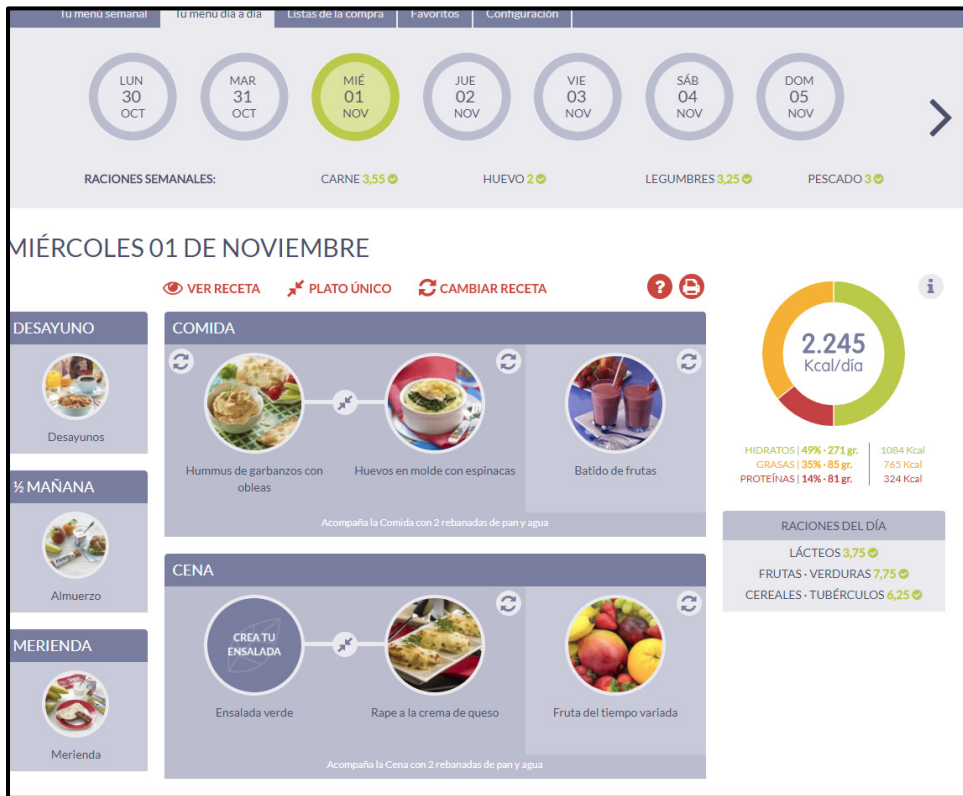 Tu menú semanal
Tu menú día a día
Listas de la compra
Favoritos
Configuración
LUN
30
OCT
MAR
31
OCT
MIÉ
01
NOV
JUE
02
NOV
VIE
03
NOV
SÁB
04
NOV
DOM
05
NOV
RACIONES SEMANALES:
CARNE 3,55
HUEVO 2
LEGUMBRES 3,25
PESCADO 3
MIÉRCOLES 01 DE NOVIEMBRE
VER RECETA
PLATO ÚNICO
CAMBIAR RECETA
?
i
DESAYUNO
Desayunos
½ MAÑANA
Almuerzo
MERIENDA
Merienda
COMIDA
Hummus de garbanzos con
obleas
Huevos en molde con espinacas
Batido de frutas
Acompaña la Comida con 2 rebanadas de pan y agua
CENA
CREA TU
ENSALADA
Ensalada verde
Rape a la crema de queso
Fruta del tiempo variada
Acompaña la Cena con 2 rebanadas de pan y agua
2.245
Kcal/día
HIDRATOS | 49% · 271 gr. 1084 Kcal
GRASAS | 35% · 85 gr. 765 Kcal
PROTEÍNAS | 14% · 81 gr. 324 Kcal
RACIONES DEL DÍA
LÁCTEOS 3,75
FRUTAS · VERDURAS 7,75
CEREALES · TUBÉRCULOS 6,25